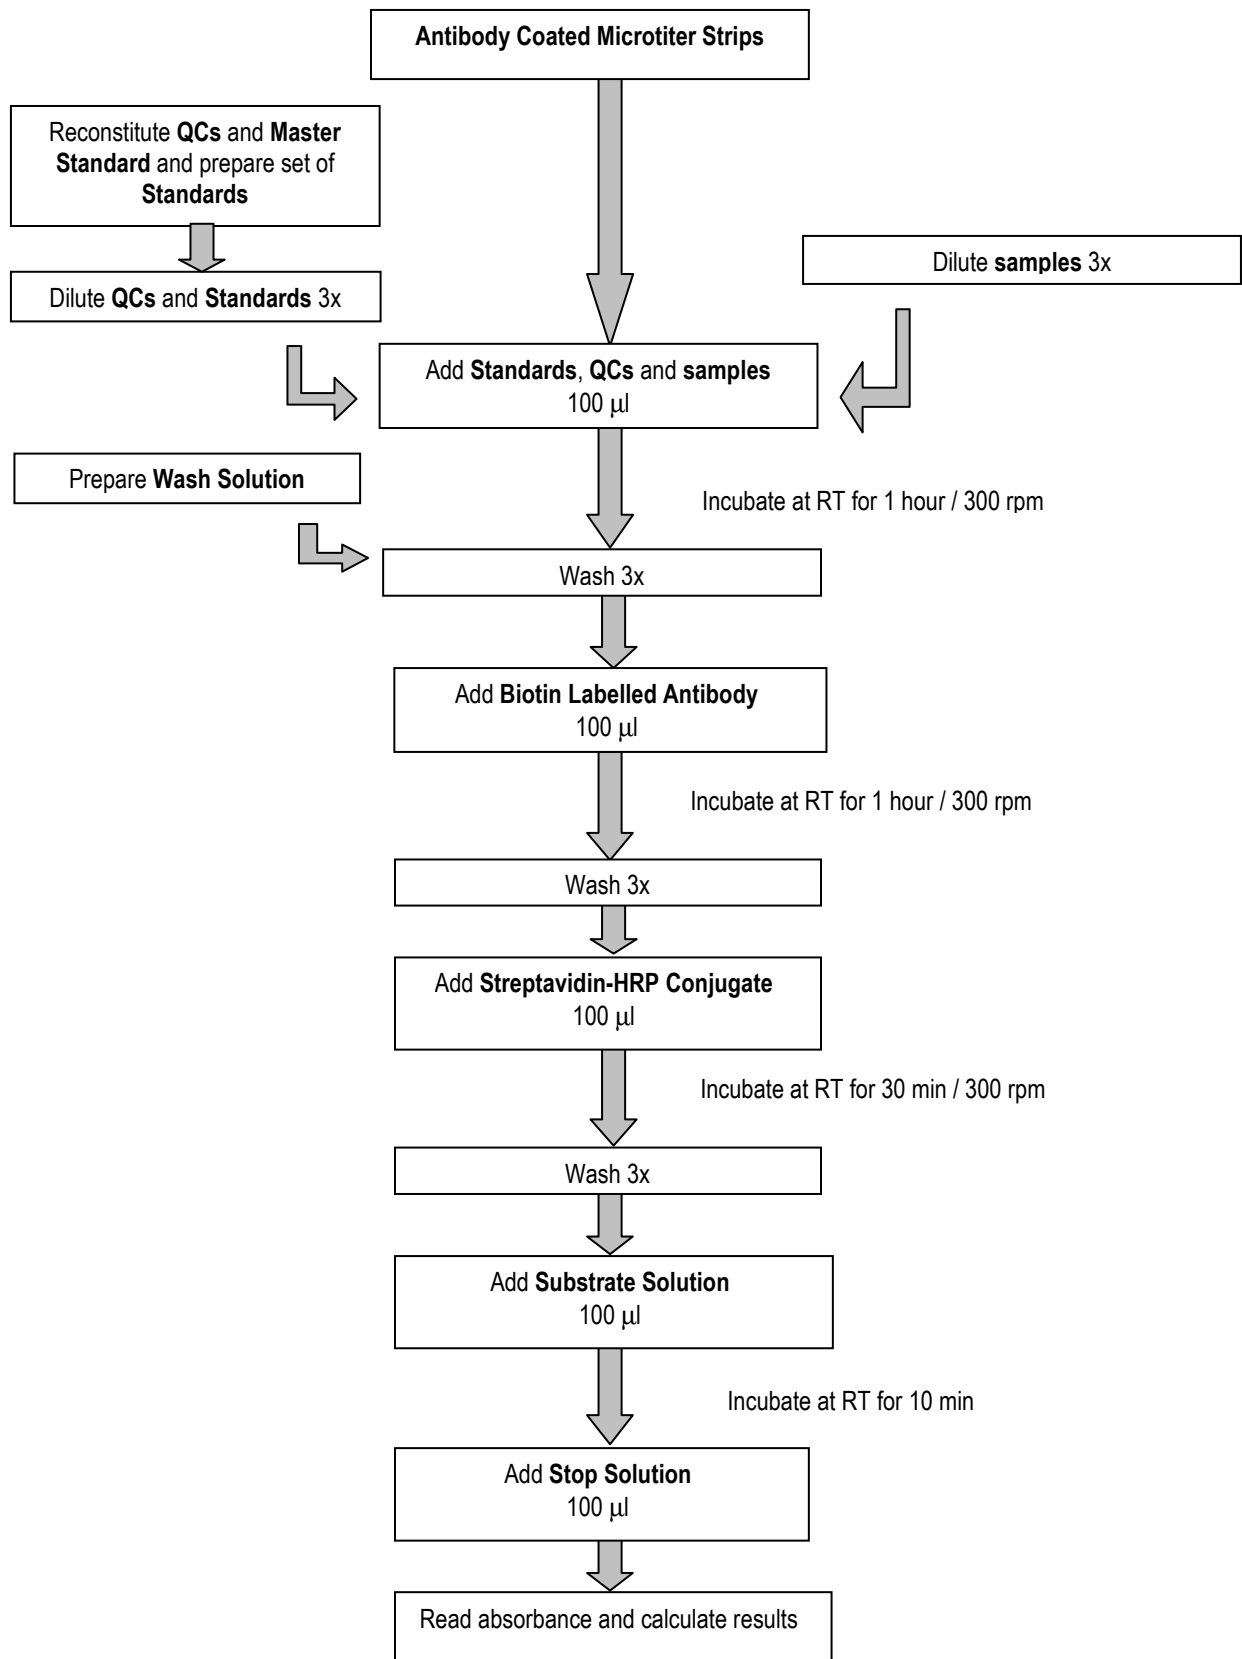 Antibody Coated Microtiter Strips
Reconstitute QCs and Master
Standard and prepare set of
Standards
Dilute QCs and Standards 3x
Dilute samples 3x
Add Standards, QCs and samples
100 µl
Prepare Wash Solution
Incubate at RT for 1 hour / 300 rpm
Wash 3x
Add Biotin Labelled Antibody
100 µl
Incubate at RT for 1 hour / 300 rpm
Wash 3x
Add Streptavidin-HRP Conjugate
100 µl
Incubate at RT for 30 min / 300 rpm
Wash 3x
Add Substrate Solution
100 µl
Incubate at RT for 10 min
Add Stop Solution
100 µl
Read absorbance and calculate results